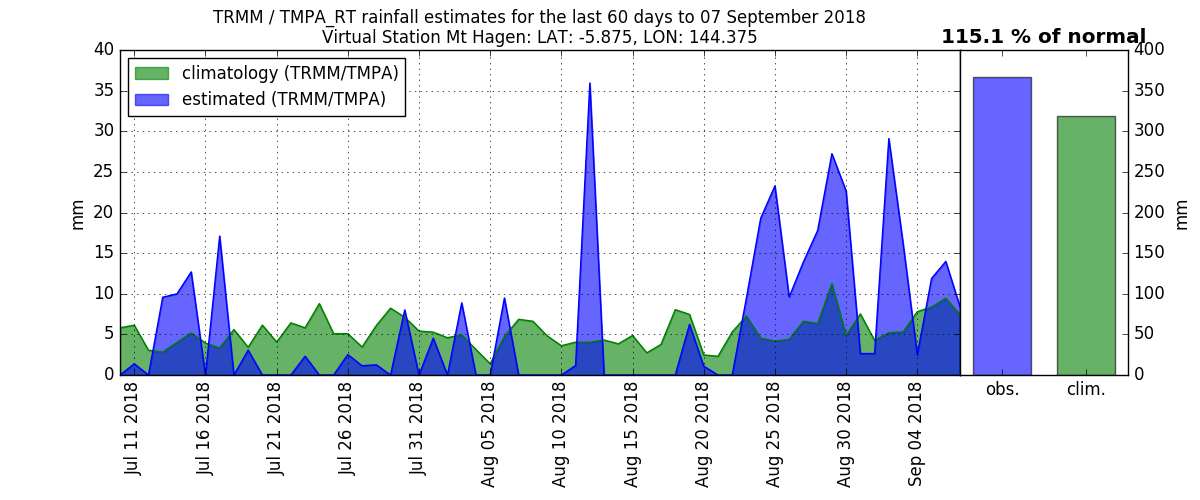 TRMM / TMPA_RT rainfall estimates for the last 60 days to 07 September 2018
Virtual Station Mt Hagen: LAT: -5.875, LON: 144.375
115.1 % of normal
climatology (TRMM/TMPA)
estimated (TRMM/TMPA)
40
35
30
25
20
15
10
5
0
mm
Jul 11 2018
Jul 16 2018
Jul 21 2018
Jul 26 2018
Jul 31 2018
Aug 05 2018
Aug 10 2018
Aug 15 2018
Aug 20 2018
Aug 25 2018
Aug 30 2018
Sep 04 2018
obs.
clim.
400
350
300
250
200
150
100
50
0
mm